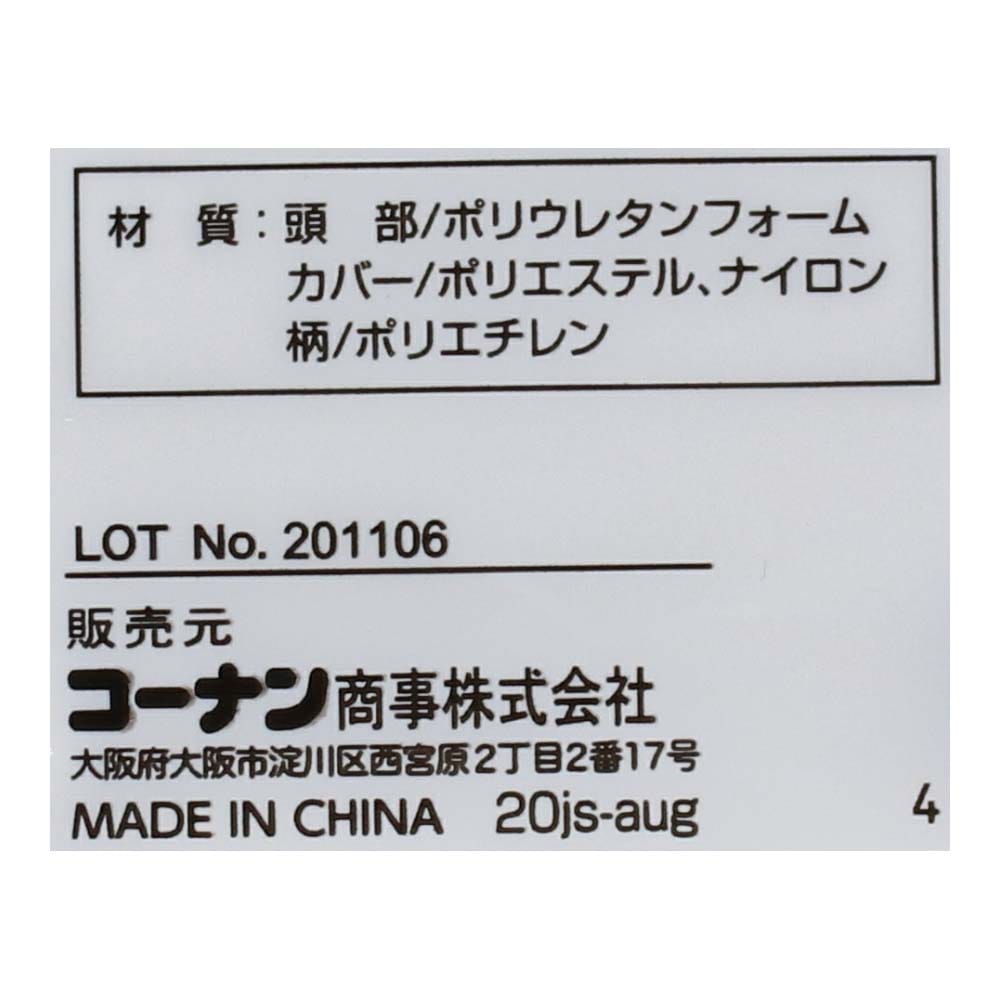 材　質：頭　部/ポリウレタンフォーム
カバー/ポリエステル、ナイロン
柄/ポリエチレン
LOT No. 201106
販売元
コーナン商事株式会社
大阪府大阪市淀川区西宮原2丁目2番17号
MADE IN CHINA 20js-aug 4